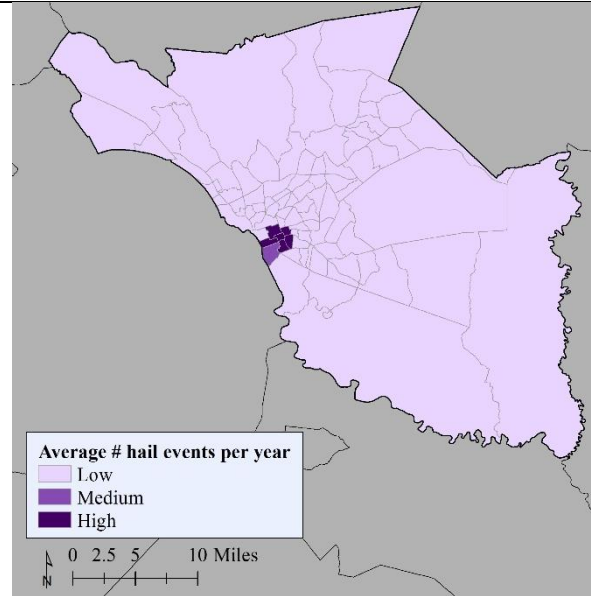 Average # hail events per year
Low
Medium
High
0 2.5 5 10 Miles
N